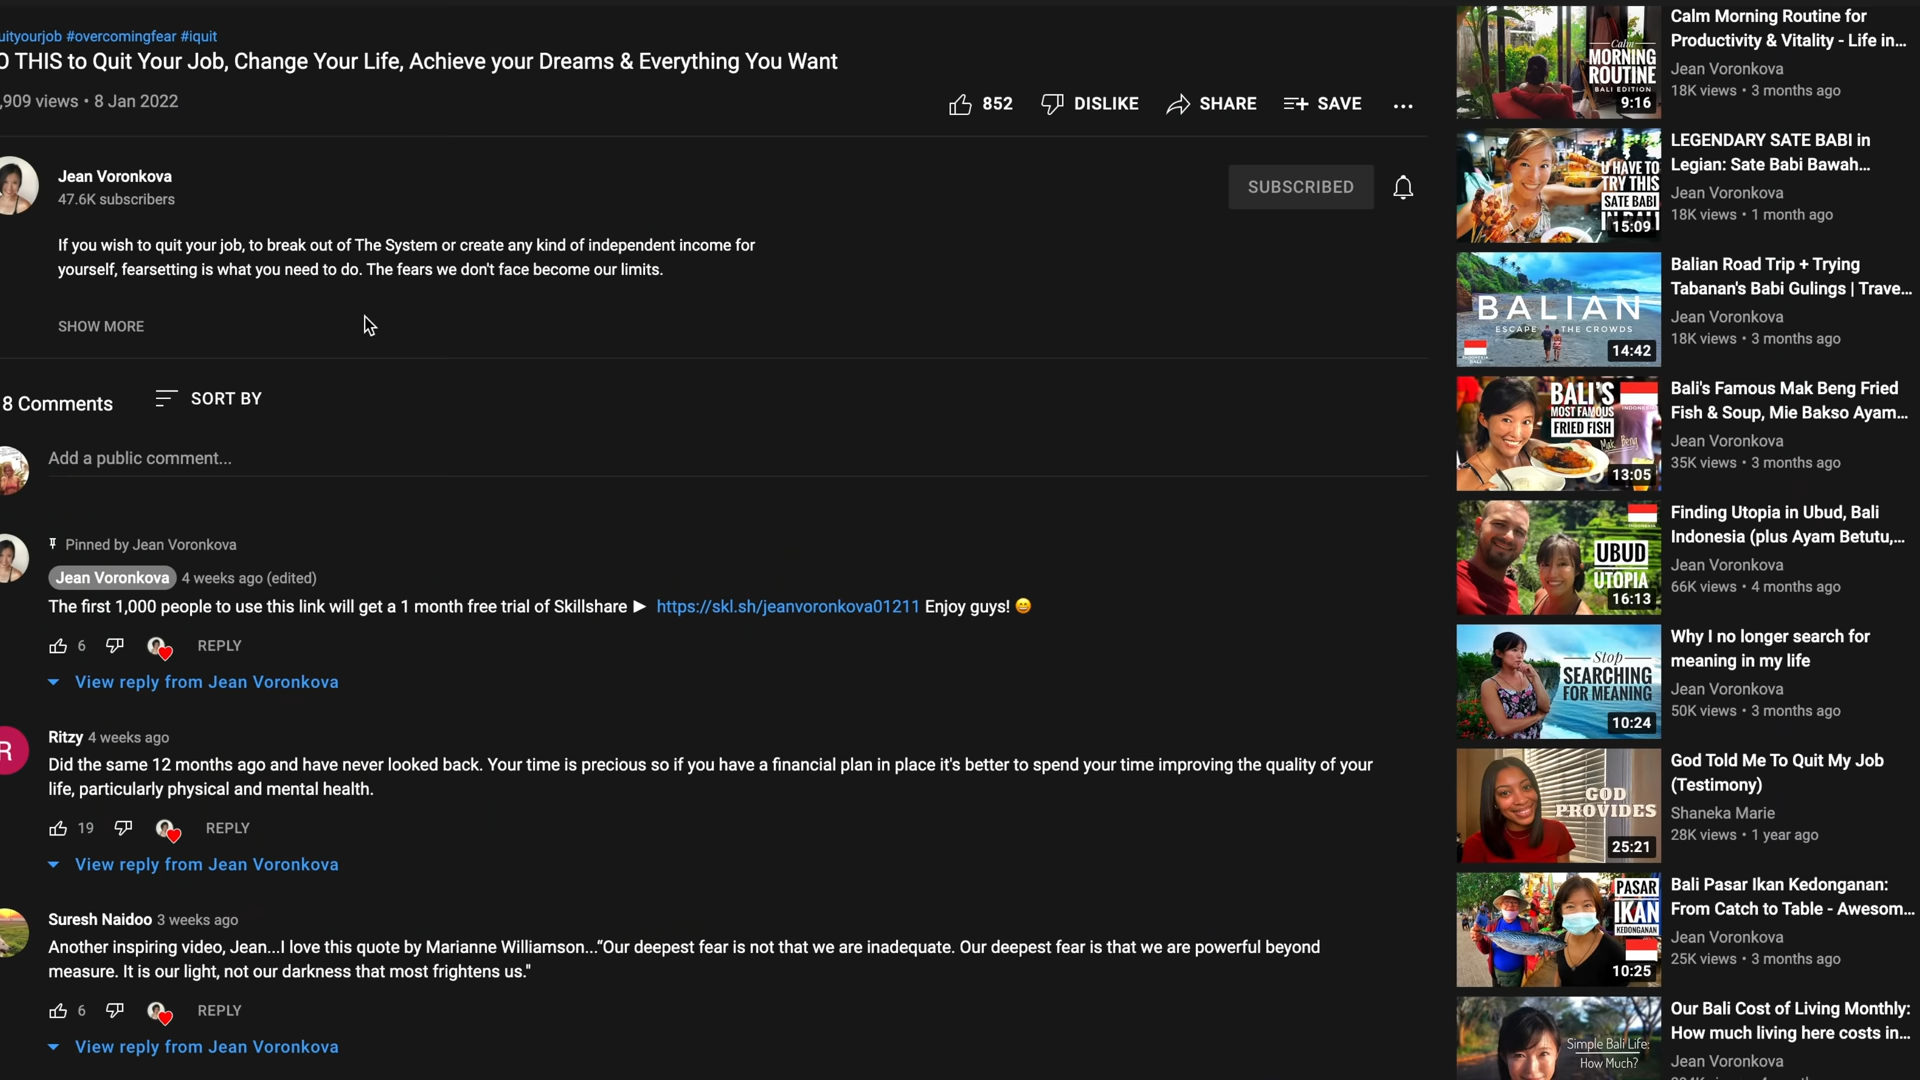 uityourjob #overcomingfear #iquit
O THIS to Quit Your Job, Change Your Life, Achieve your Dreams & Everything You Want
,909 views • 8 Jan 2022
852
DISLIKE
SHARE
SAVE
...
Jean Voronkova
47.6K subscribers
SUBSCRIBED
If you wish to quit your job, to break out of The System or create any kind of independent income for
yourself, fearsetting is what you need to do. The fears we don't face become our limits.
SHOW MORE
8 Comments
SORT BY
Add a public comment...
Pinned by Jean Voronkova
Jean Voronkova 4 weeks ago (edited)
The first 1,000 people to use this link will get a 1 month free trial of Skillshare ► https://skl.sh/jeanvoronkova01211 Enjoy guys! 😄
6
REPLY
View reply from Jean Voronkova
R
Ritzy 4 weeks ago
Did the same 12 months ago and have never looked back. Your time is precious so if you have a financial plan in place it's better to spend your time improving the quality of your
life, particularly physical and mental health.
19
REPLY
View reply from Jean Voronkova
Suresh Naidoo 3 weeks ago
Another inspiring video, Jean...I love this quote by Marianne Williamson...“Our deepest fear is not that we are inadequate. Our deepest fear is that we are powerful beyond
measure. It is our light, not our darkness that most frightens us."
6
REPLY
View reply from Jean Voronkova
Calm
MORNING
ROUTINE
BALI EDITION
9:16
Calm Morning Routine for
Productivity & Vitality - Life in...
Jean Voronkova
18K views • 3 months ago
U HAVE TO
TRY THIS
SATE BABI
IN BALI
15:09
LEGENDARY SATE BABI in
Legian: Sate Babi Bawah...
Jean Voronkova
18K views • 1 month ago
BALIAN
ESCAPE THE CROWDS
14:42
Balian Road Trip + Trying
Tabanan's Babi Gulings | Trave...
Jean Voronkova
18K views • 3 months ago
BALI'S
MOST FAMOUS
FRIED FISH
Mak Beng
13:05
Bali's Famous Mak Beng Fried
Fish & Soup, Mie Bakso Ayam...
Jean Voronkova
35K views • 3 months ago
UBUD
UTOPIA
16:13
Finding Utopia in Ubud, Bali
Indonesia (plus Ayam Betutu,...
Jean Voronkova
66K views • 4 months ago
Stop
SEARCHING
FOR MEANING
10:24
Why I no longer search for
meaning in my life
Jean Voronkova
50K views • 3 months ago
GOD
PROVIDES
25:21
God Told Me To Quit My Job
(Testimony)
Shaneka Marie
28K views • 1 year ago
PASAR
IKAN
KEDONGANAN
10:25
Bali Pasar Ikan Kedonganan:
From Catch to Table - Awesom...
Jean Voronkova
25K views • 3 months ago
Simple Bali Life:
How Much?
Our Bali Cost of Living Monthly:
How much living here costs in...
Jean Voronkova